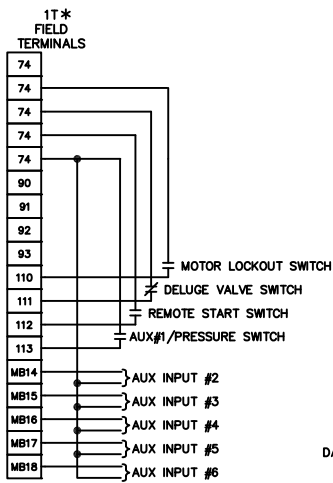 1T*
FIELD
TERMINALS
74
74
74
74
74
90
91
92
93
110
111
112
113
MB14
MB15
MB16
MB17
MB18
MOTOR LOCKOUT SWITCH
DELUGE VALVE SWITCH
REMOTE START SWITCH
AUX#1/PRESSURE SWITCH
AUX INPUT #2
AUX INPUT #3
AUX INPUT #4
AUX INPUT #5
AUX INPUT #6
DA